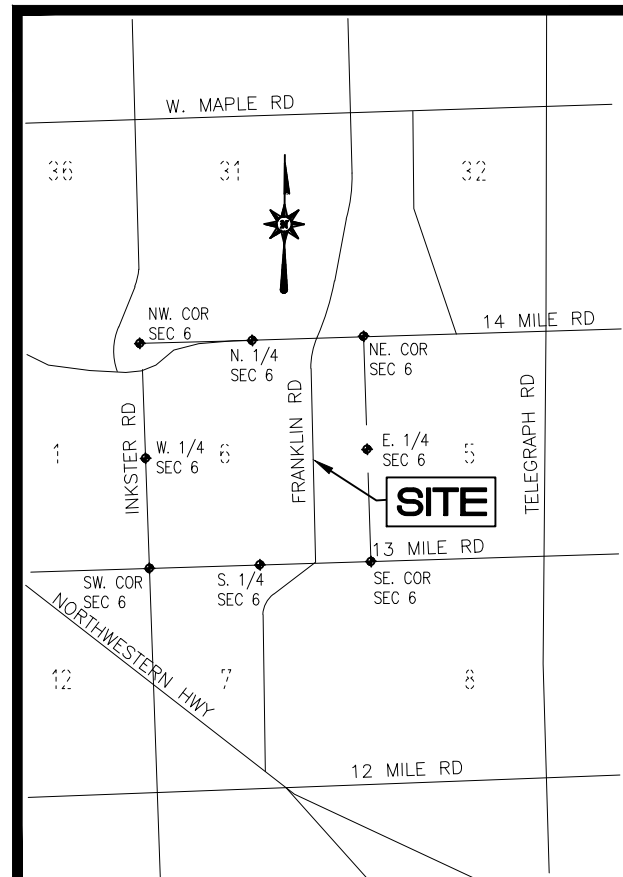 W. MAPLE RD
36
31
32
NW. COR
SEC 6
N. 1/4
SEC 6
14 MILE RD
NE. COR
SEC 6
INKSTER RD
W. 1/4
SEC 6
1
6
FRANKLIN RD
E. 1/4
SEC 6
5
TELEGRAPH RD
SITE
13 MILE RD
SW. COR
SEC 6
S. 1/4
SEC 6
SE. COR
SEC 6
NORTHWESTERN HWY
12
7
8
12 MILE RD